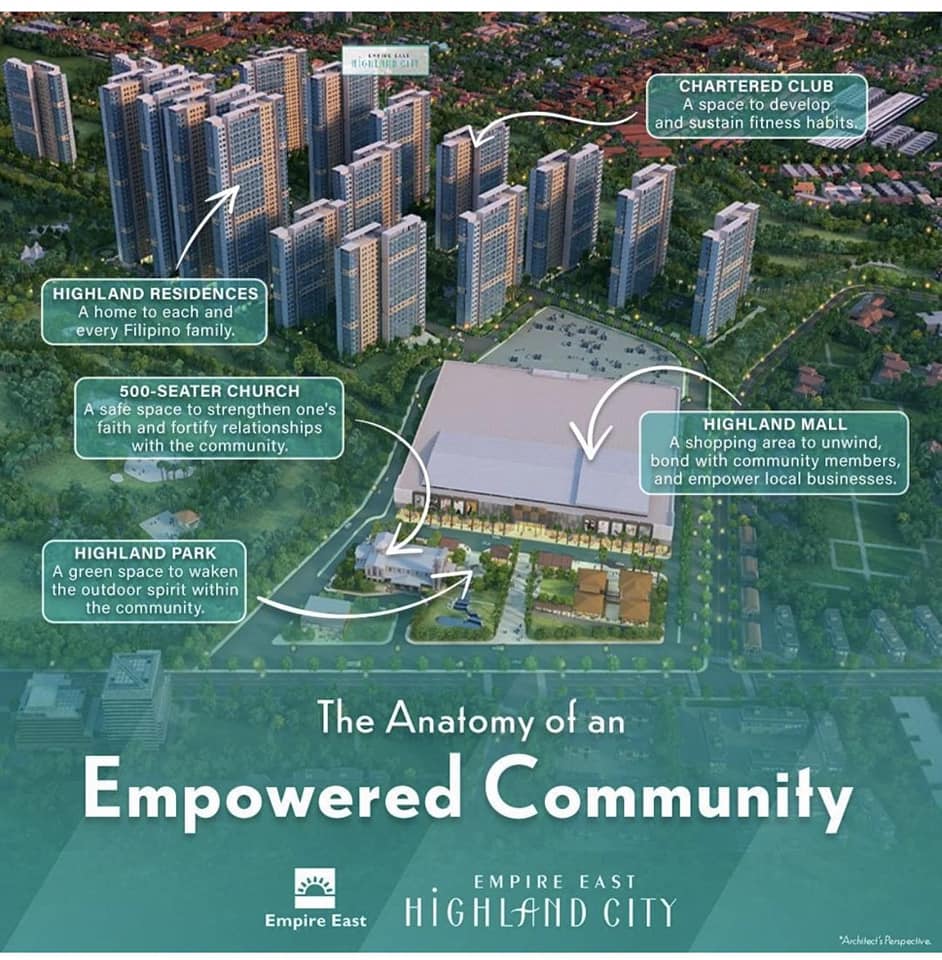 EMPIRE EAST
HIGHLAND CITY
CHARTERED CLUB
A space to develop
and sustain fitness habits.
HIGHLAND RESIDENCES
A home to each and
every Filipino family.
500-SEATER CHURCH
A safe space to strengthen one's
faith and fortify relationships
with the community.
HIGHLAND MALL
A shopping area to unwind,
bond with community members,
and empower local businesses.
HIGHLAND PARK
A green space to waken
the outdoor spirit within
the community.
The Anatomy of an
Empowered Community
Empire East
EMPIRE EAST
HIGHLAND CITY
*Architect's Perspective.